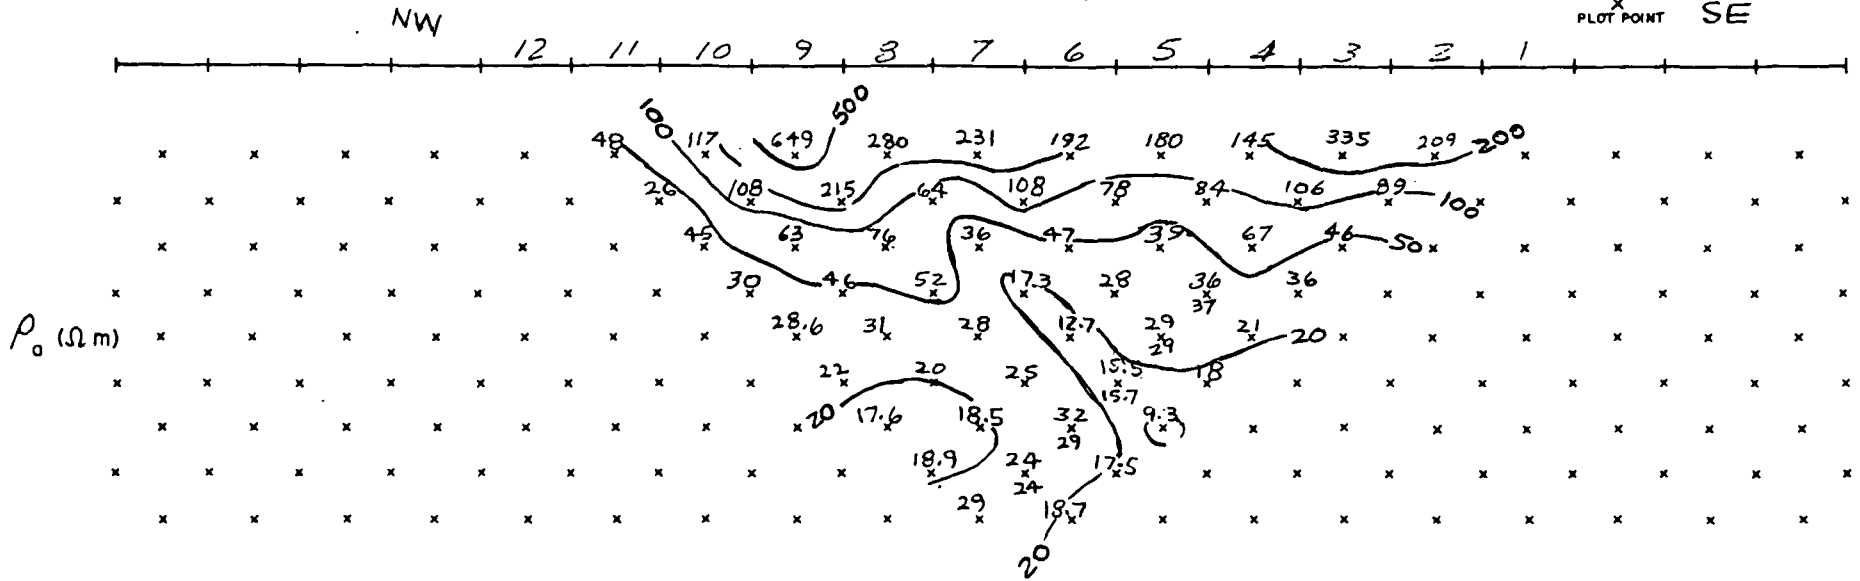 PLOT POINT
NW SE
12 11 10 9 8 7 6 5 4 3 2 1
100 500
48 117 649 280 231 192 180 145 335 209 200
26 108 215 64 108 78 84 106 89 100
45 63 76 36 47 39 67 46 50
30 46 52 17.3 28 36 36
37
ρa (Ωm) 28.6 31 28 12.7 29 21 20
29
22 20 25 15.5 18
15.7
20 17.6 18.5 32 9.3
29
18.9 24 17.5
24
29 18.7
20